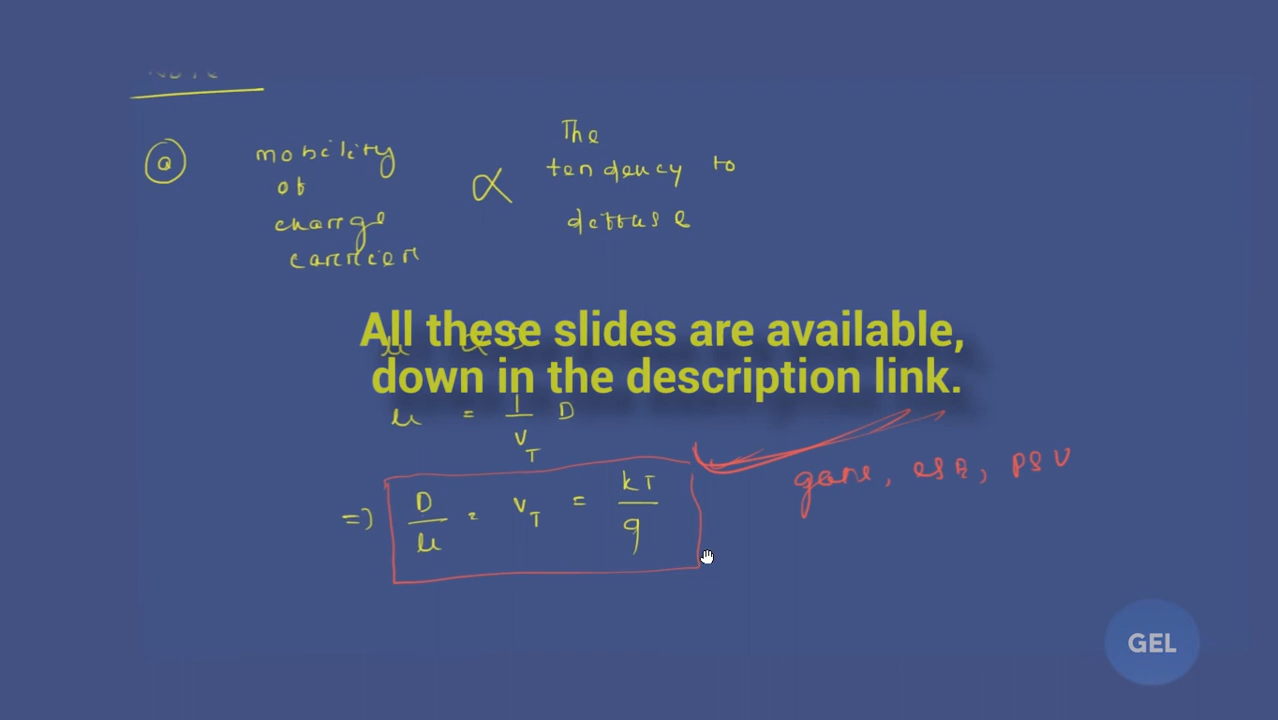 Note
a
mobility
of
charge
carrier
∝
The
tendency to
diffuse
All these slides are available,
down in the description link.
μ ∝ D
μ = 1/V_T D
=> D/μ = V_T = kT/q
gate, ese, PSU
GEL